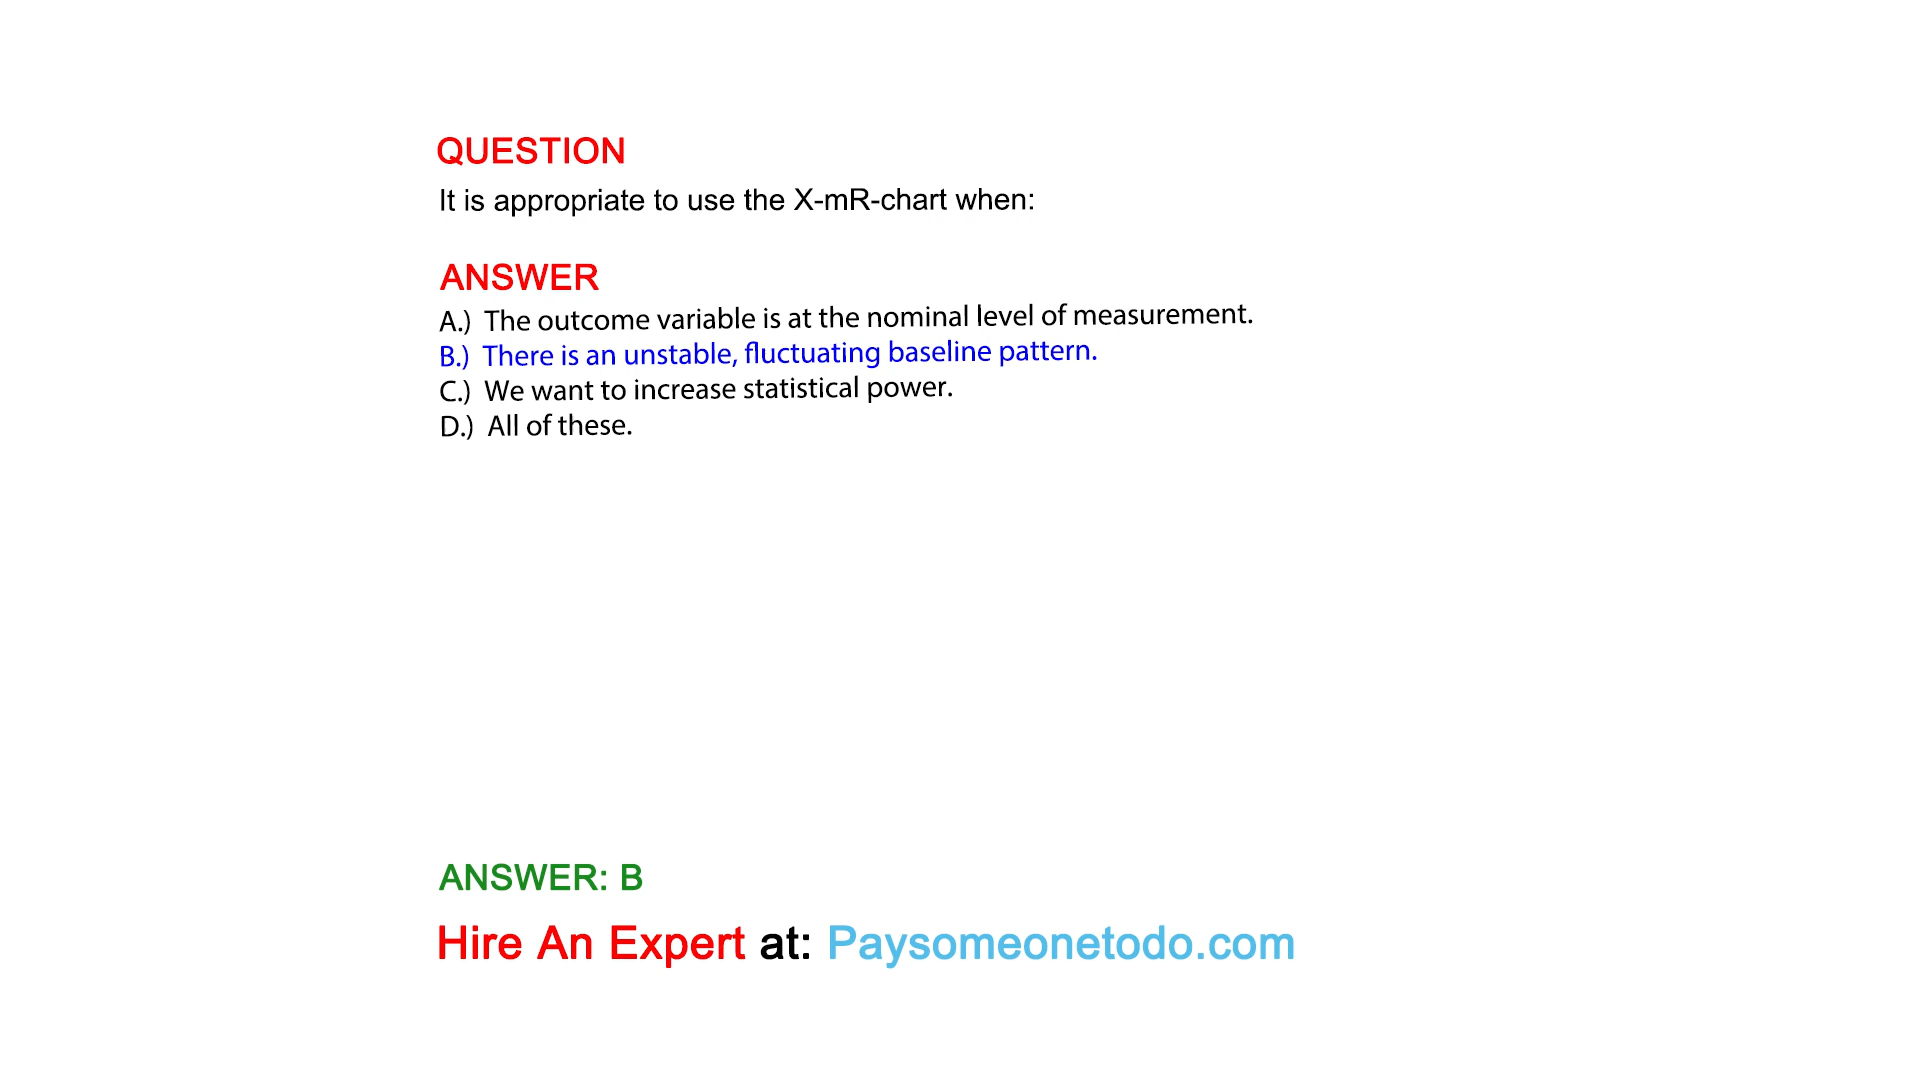 QUESTION
It is appropriate to use the X-mR-chart when:
ANSWER
A.) The outcome variable is at the nominal level of measurement.
B.) There is an unstable, fluctuating baseline pattern.
C.) We want to increase statistical power.
D.) All of these.
ANSWER: B
Hire An Expert at: Paysomeonetodo.com